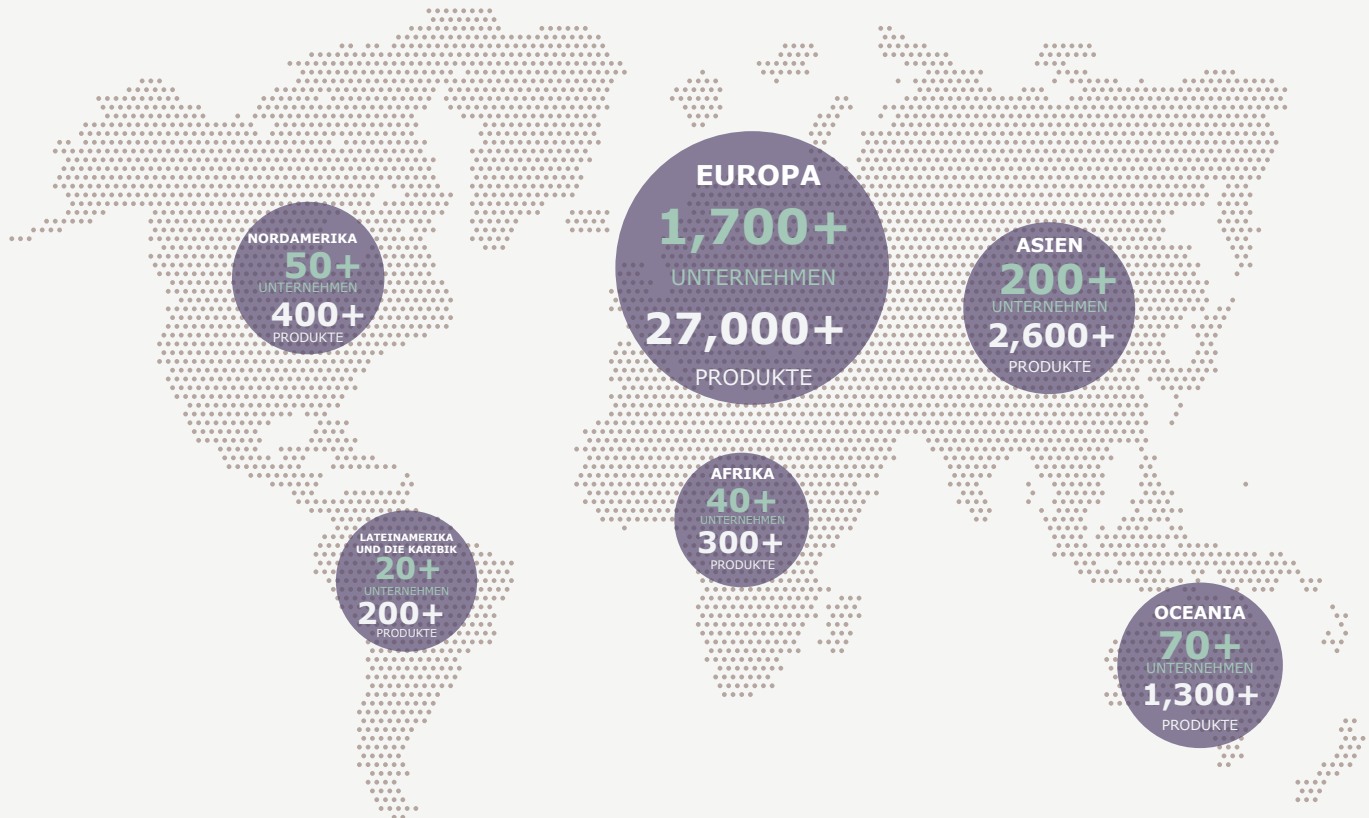 EUROPA
1,700+
UNTERNEHMEN
27,000+
PRODUKTE
NORDAMERIKA
50+
UNTERNEHMEN
400+
PRODUKTE
ASIEN
200+
UNTERNEHMEN
2,600+
PRODUKTE
AFRIKA
40+
UNTERNEHMEN
300+
PRODUKTE
LATEINAMERIKA
UND DIE KARIBIK
20+
UNTERNEHMEN
200+
PRODUKTE
OCEANIA
70+
UNTERNEHMEN
1,300+
PRODUKTE